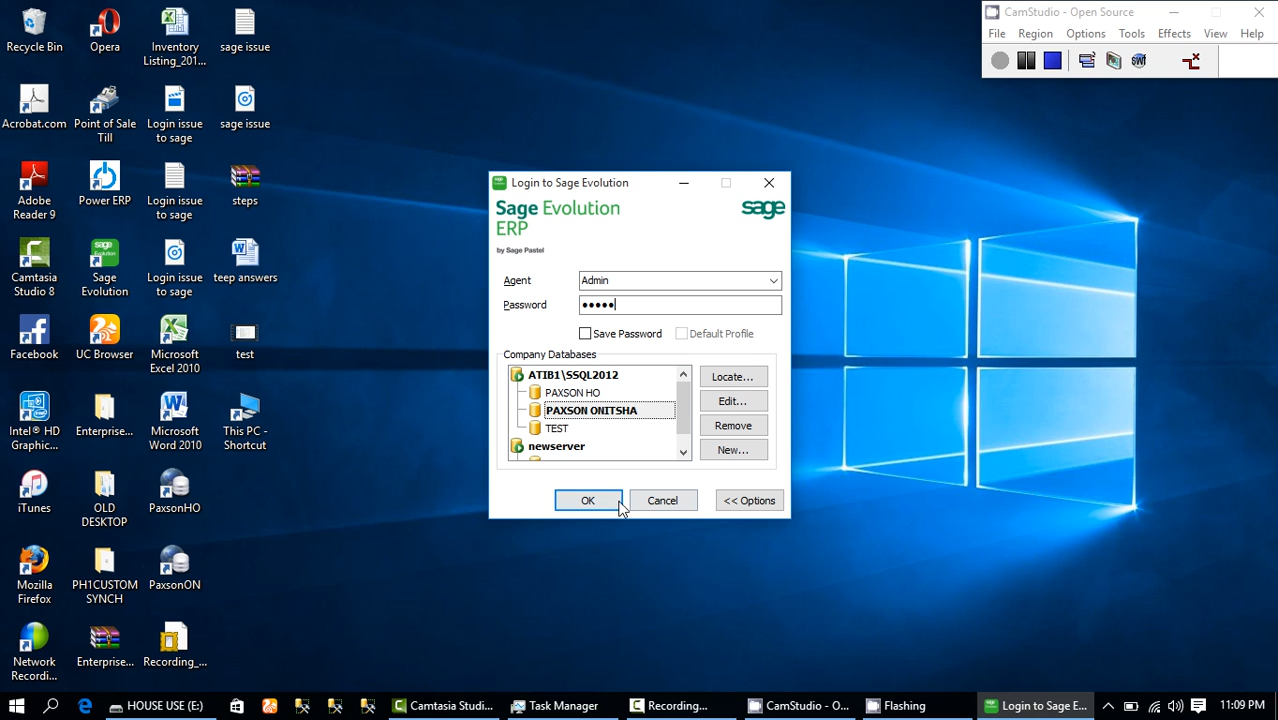 Recycle Bin
Opera
Inventory
Listing_201...
sage issue
Acrobat.com
Point of Sale
Till
Login issue
to sage
sage issue
Adobe
Reader 9
Power ERP
Login issue
to sage
steps
Camtasia
Studio 8
Sage
Evolution
Login issue
to sage
teep answers
Facebook
UC Browser
Microsoft
Excel 2010
test
Intel® HD
Graphic...
Enterprise...
Microsoft
Word 2010
This PC -
Shortcut
iTunes
OLD
DESKTOP
PaxsonHO
Mozilla
Firefox
PH1CUSTOM
SYNCH
PaxsonON
Network
Recordi...
Enterprise...
Recording_...
CamStudio - Open Source
File Region Options Tools Effects View Help
Login to Sage Evolution
Sage Evolution
ERP
sage
by Sage Pastel
Agent Admin
Password
Save Password Default Profile
Company Databases
ATIB1\SSQL2012
PAXSON HO
PAXSON ONITSHA
TEST
newserver
Locate...
Edit...
Remove
New...
OK Cancel << Options
HOUSE USE (E:) Camtasia Studi... Task Manager Recording... CamStudio - O... Flashing Login to Sage E... 11:09 PM